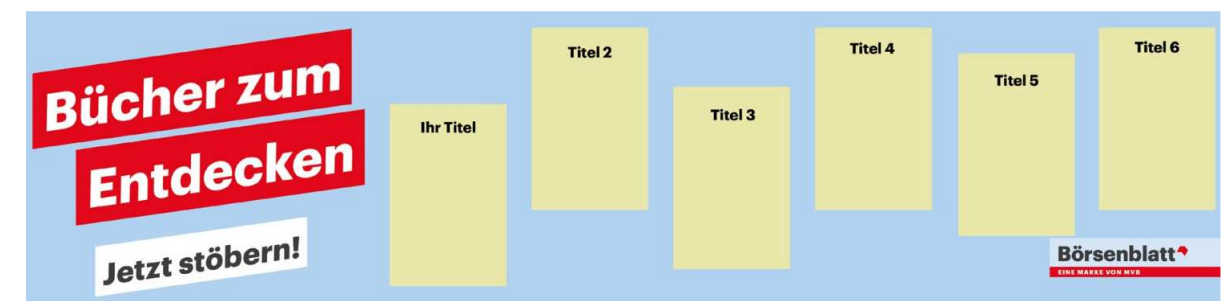 Bücher zum
Entdecken
Jetzt stöbern!
Ihr Titel
Titel 2
Titel 3
Titel 4
Titel 5
Titel 6
Börsenblatt
EINE MARKE VON MVB